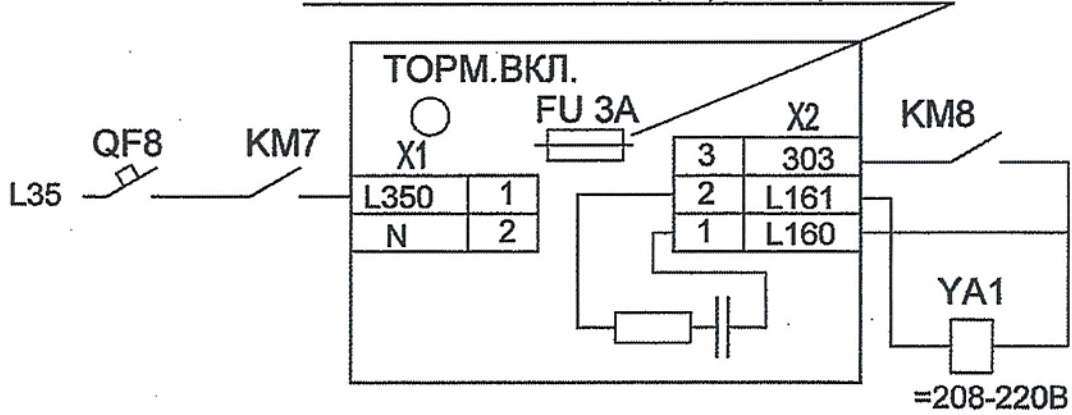 ТОРМ.ВКЛ.
FU 3A
QF8
KM7
X1
X2
KM8
L35
L350 1
N 2
3 303
2 L161
1 L160
YA1
=208-220В